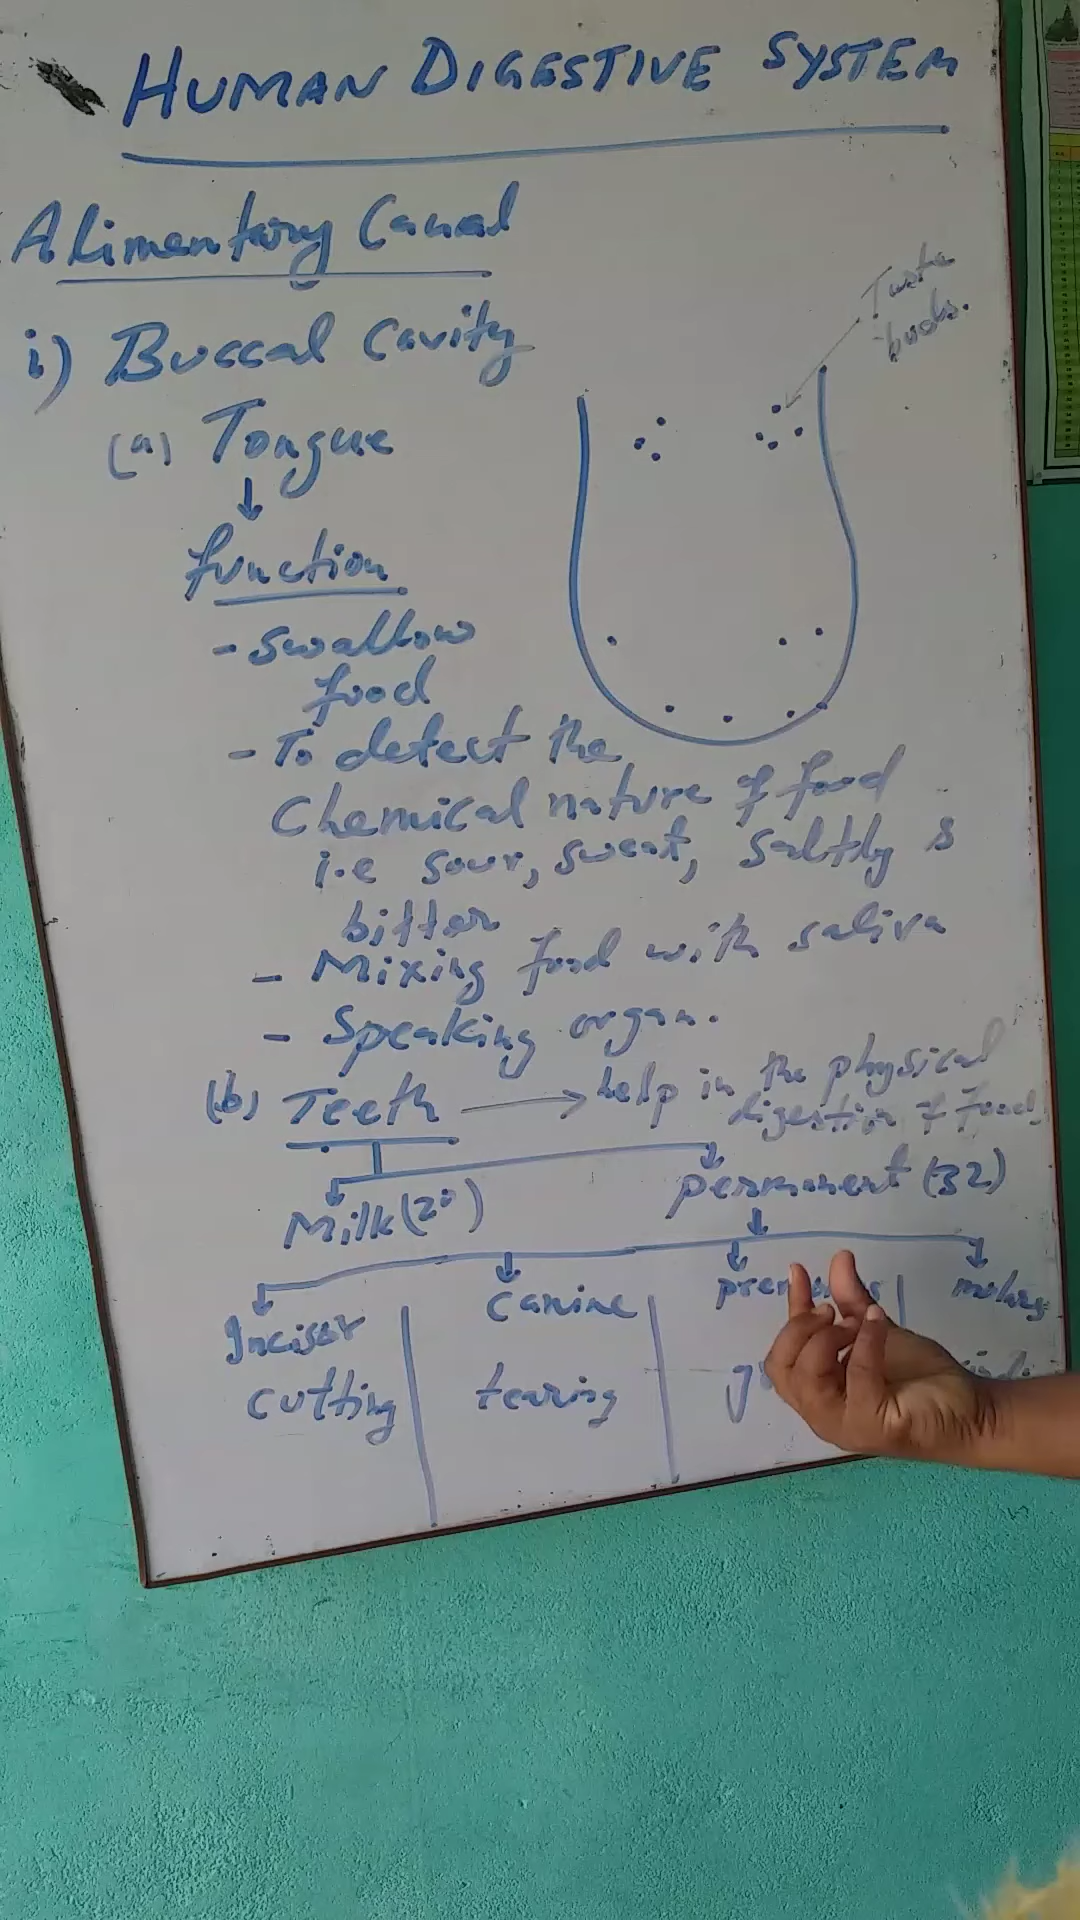 HUMAN DIGESTIVE SYSTEM
Alimentary Canal
i) Buccal Cavity
Taste
buds.
(a) Tongue
function
- Swallow
food
- To detect the
Chemical nature of food
i.e sour, sweat, saltly &
bitter
- Mixing food with saliva
- Speaking organ.
(b) Teeth → help in the physical
digestion of food
Milk (20) permanent (32)
Incisor canine molars
cutting tearing